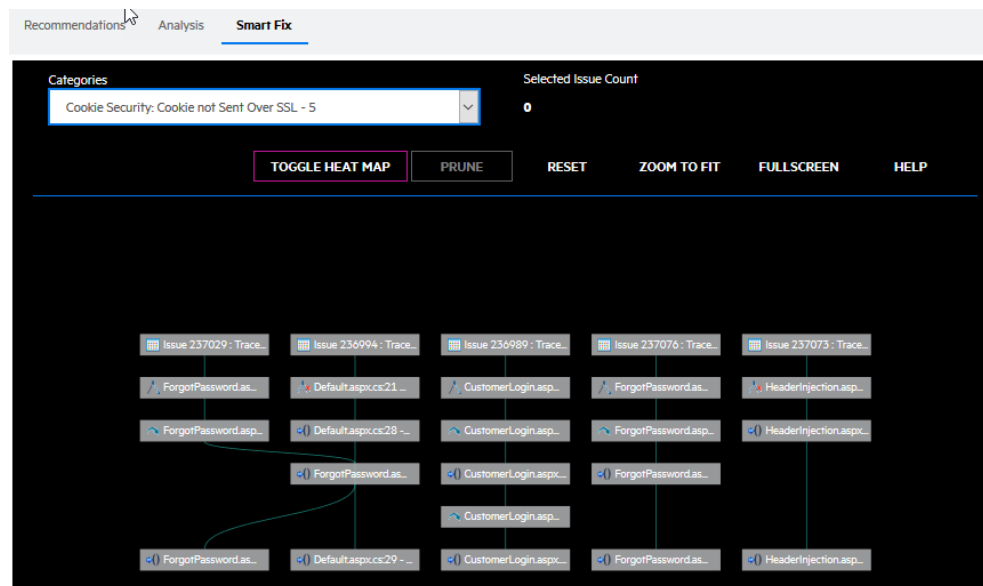 Recommendations Analysis Smart Fix
Categories
Selected Issue Count
Cookie Security: Cookie not Sent Over SSL - 5
0
TOGGLE HEAT MAP PRUNE RESET ZOOM TO FIT FULLSCREEN HELP
Issue 237029 : Trace... Issue 236994 : Trace... Issue 236989 : Trace... Issue 237076 : Trace... Issue 237073 : Trace...
ForgotPassword.as... Default.aspx.cs:21 ... CustomerLogin.asp... ForgotPassword.as... HeaderInjection.asp...
ForgotPassword.asp... Default.aspx.cs:28 -... CustomerLogin.asp... ForgotPassword.asp... HeaderInjection.aspx...
ForgotPassword.as... CustomerLogin.aspx... ForgotPassword.as...
CustomerLogin.asp...
ForgotPassword.as... Default.aspx.cs:29 - ... CustomerLogin.aspx... ForgotPassword.as... HeaderInjection.asp...